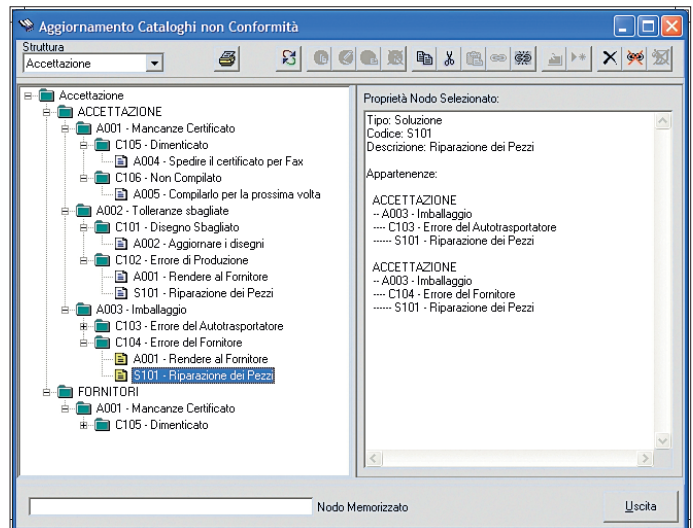 Aggiornamento Cataloghi non Conformità
Struttura
Accettazione
Accettazione
ACCETTAZIONE
A001 - Mancanze Certificato
C105 - Dimenticato
A004 - Spedire il certificato per Fax
C106 - Non Compilato
A005 - Compilarlo per la prossima volta
A002 - Tolleranze sbagliate
C101 - Disegno Sbagliato
A002 - Aggiornare i disegni
C102 - Errore di Produzione
A001 - Rendere al Fornitore
S101 - Riparazione dei Pezzi
A003 - Imballaggio
C103 - Errore del Autotrasportatore
C104 - Errore del Fornitore
A001 - Rendere al Fornitore
S101 - Riparazione dei Pezzi
FORNITORI
A001 - Mancanze Certificato
C105 - Dimenticato
Proprietà Nodo Selezionato:
Tipo: Soluzione
Codice: S101
Descrizione: Riparazione dei Pezzi
Appartenenze:
ACCETTAZIONE
-- A003 - Imballaggio
---- C103 - Errore del Autotrasportatore
------ S101 - Riparazione dei Pezzi
ACCETTAZIONE
-- A003 - Imballaggio
---- C104 - Errore del Fornitore
------ S101 - Riparazione dei Pezzi
Nodo Memorizzato
Uscita